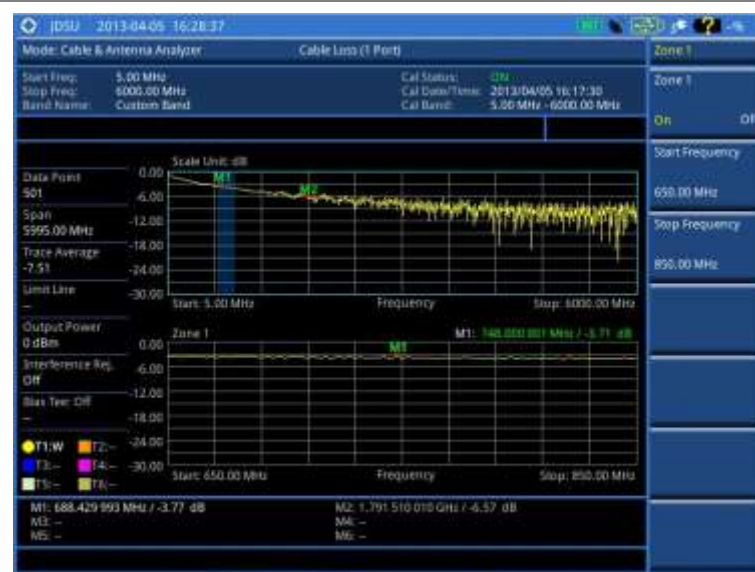 JDSU 2013-04-05 16:28:37
Mode: Cable & Antenna Analyzer Cable Loss (1 Port) Zone 1
Start Freq: 5.00 MHz Cal Status: ON
Stop Freq: 6000.00 MHz Cal Date/Time: 2013/04/05 16:17:30
Band Name: Custom Band Cal Band: 5.00 MHz -6000.00 MHz
Zone 1
On Of
Start Frequency
650.00 MHz
Stop Frequency
850.00 MHz
Data Point
501
Span
5995.00 MHz
Trace Average
-7.51
Limit Line
--
Output Power
0 dBm
Interference Rej.
Off
Bias Tee: Off
--
T1:W T2:--
T3:-- T4:--
T5:-- T6:--
Scale Unit: dB
0.00
-6.00
-12.00
-18.00
-24.00
-30.00
M1
M2
Start: 5.00 MHz Frequency Stop: 6000.00 MHz
Zone 1 M1: /-3.71 dB
0.00
-6.00
-12.00
-18.00
-24.00
-30.00
M1
Start: 650.00 MHz Frequency Stop: 850.00 MHz
M1: 688.429 993 MHz / -3.77 dB M2: 1.791 510 010 GHz / -6.57 dB
M3: -- M4: --
M5: -- M6: --